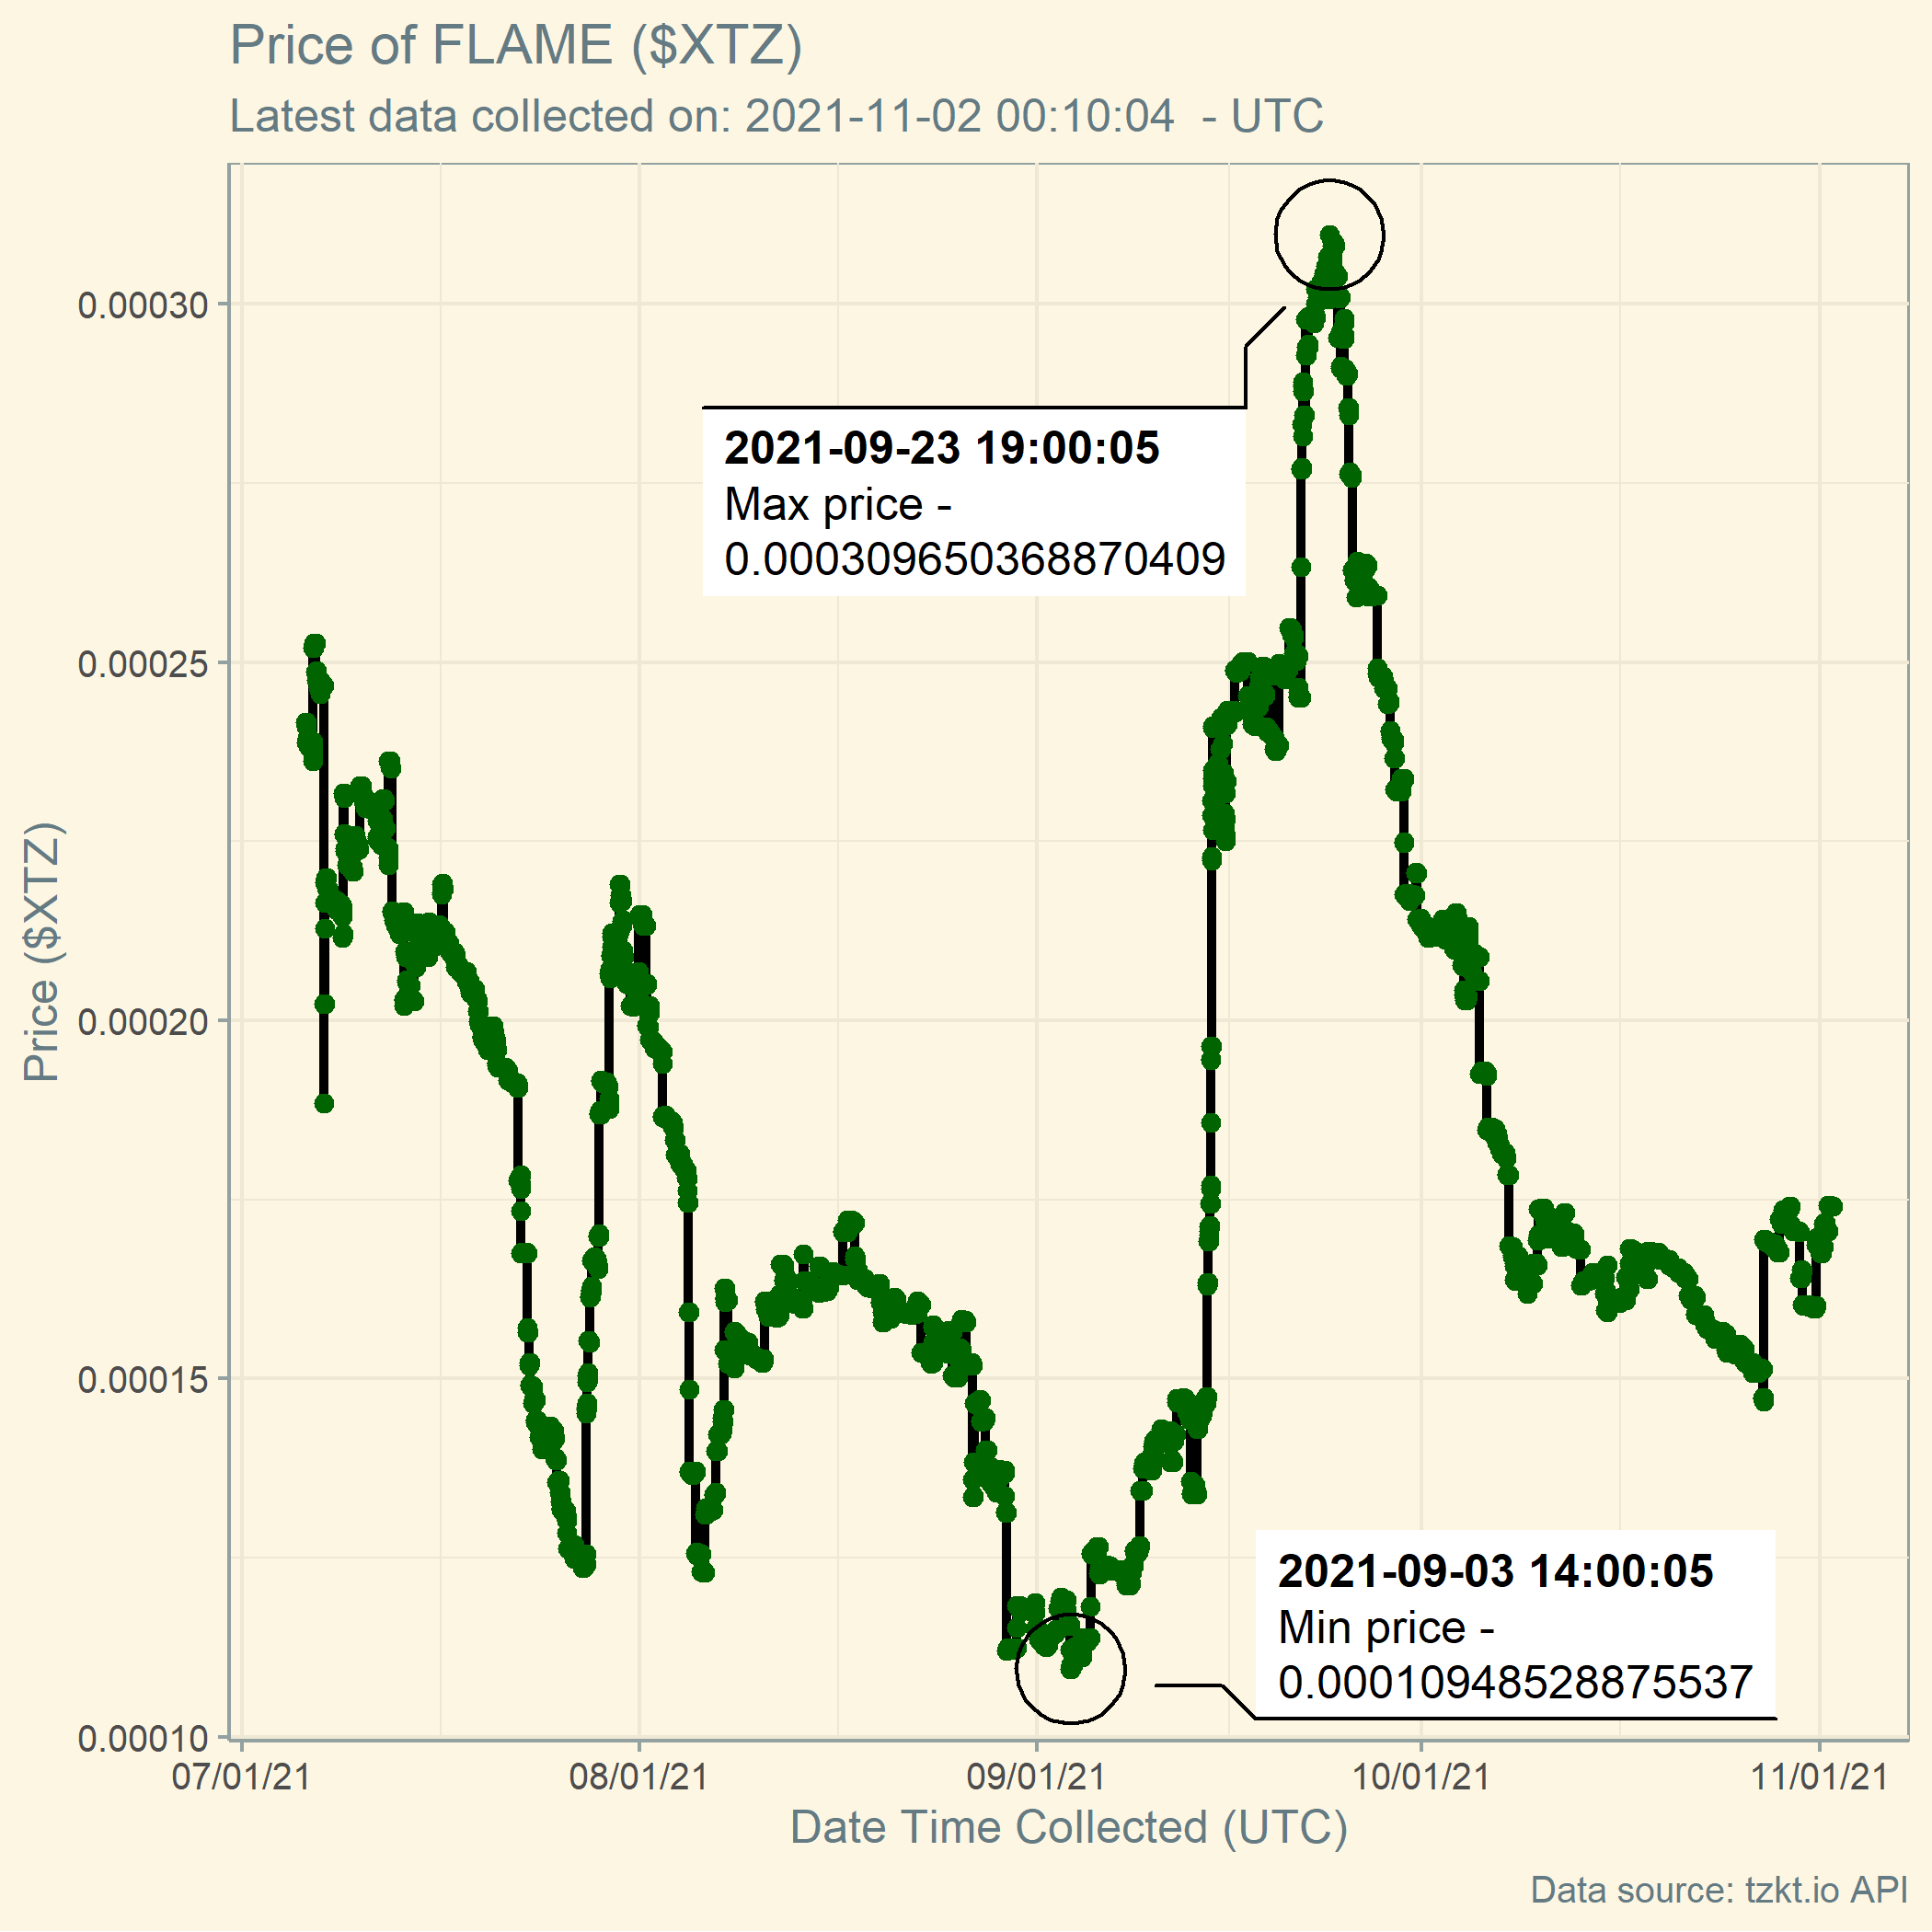 Price of FLAME ($XTZ)
Latest data collected on: 2021-11-02 00:10:04  - UTC
0.00030
0.00025
0.00020
0.00015
0.00010
Price ($XTZ)
2021-09-23 19:00:05
Max price -
0.000309650368870409
2021-09-03 14:00:05
Min price -
0.00010948528875537
07/01/21
08/01/21
09/01/21
10/01/21
11/01/21
Date Time Collected (UTC)
Data source: tzkt.io API